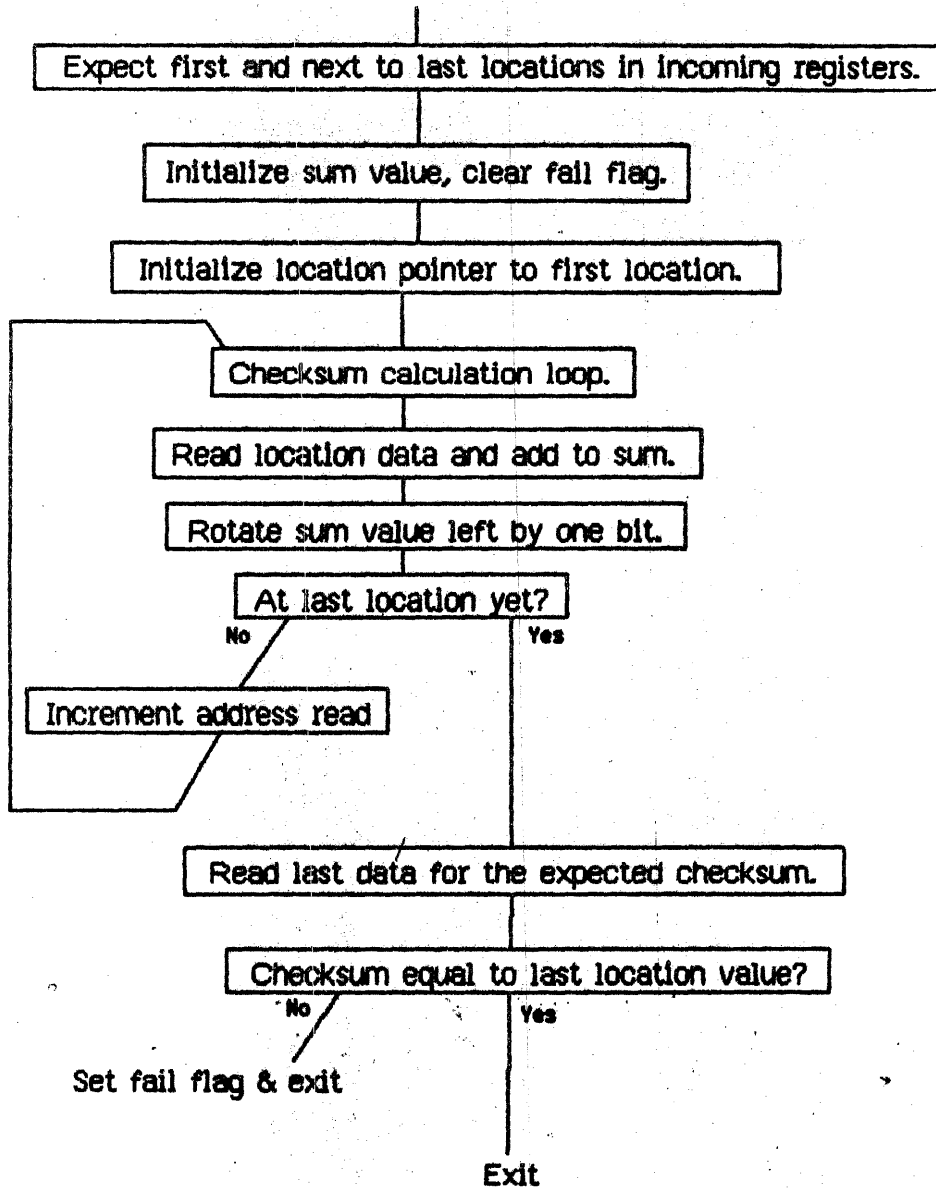 Expect first and next to last locations in incoming registers.
Initialize sum value, clear fail flag.
Initialize location pointer to first location.
Checksum calculation loop.
Read location data and add to sum.
Rotate sum value left by one bit.
At last location yet?
No
Yes
Increment address read
Read last data for the expected checksum.
Checksum equal to last location value?
No
Yes
Set fail flag & exit
Exit